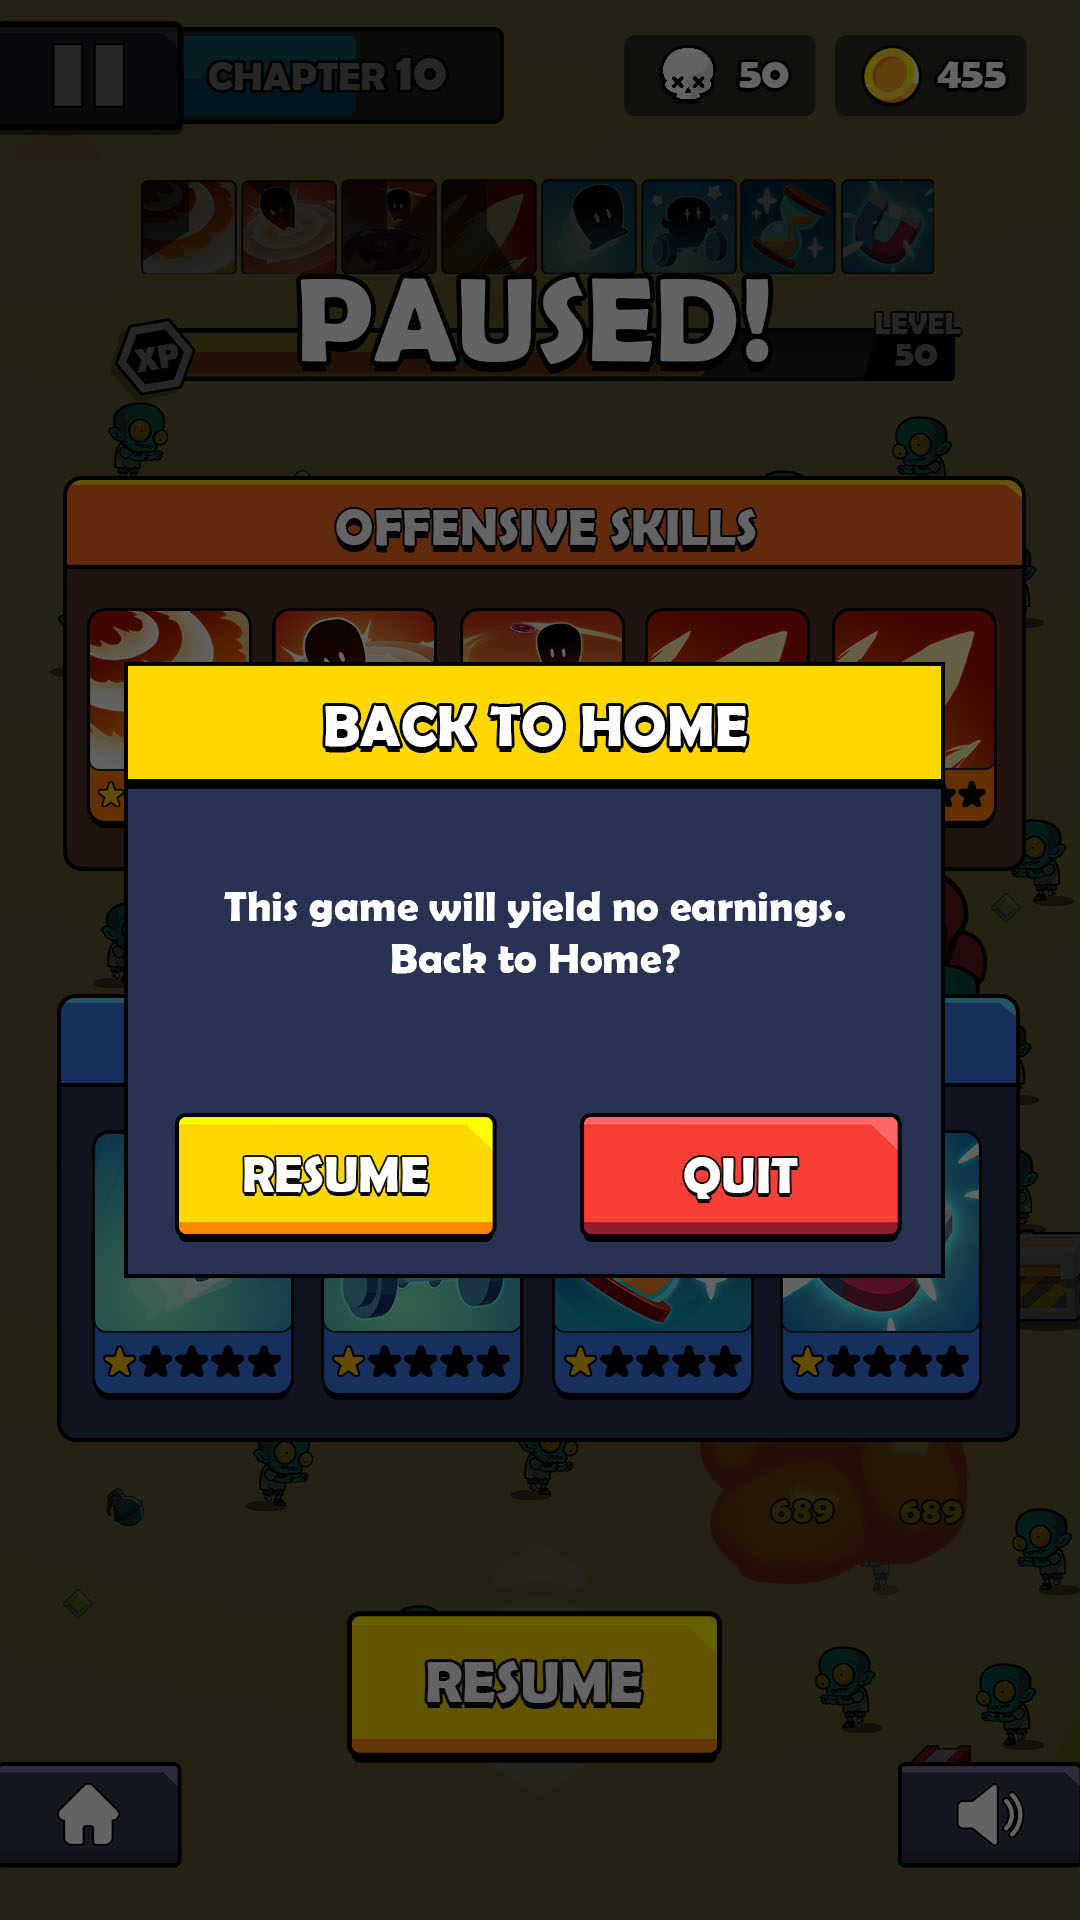 CHAPTER 10
50
455
PAUSED!
XP
LEVEL
50
OFFENSIVE SKILLS
BACK TO HOME
This game will yield no earnings.
Back to Home?
RESUME
QUIT
689
689
RESUME